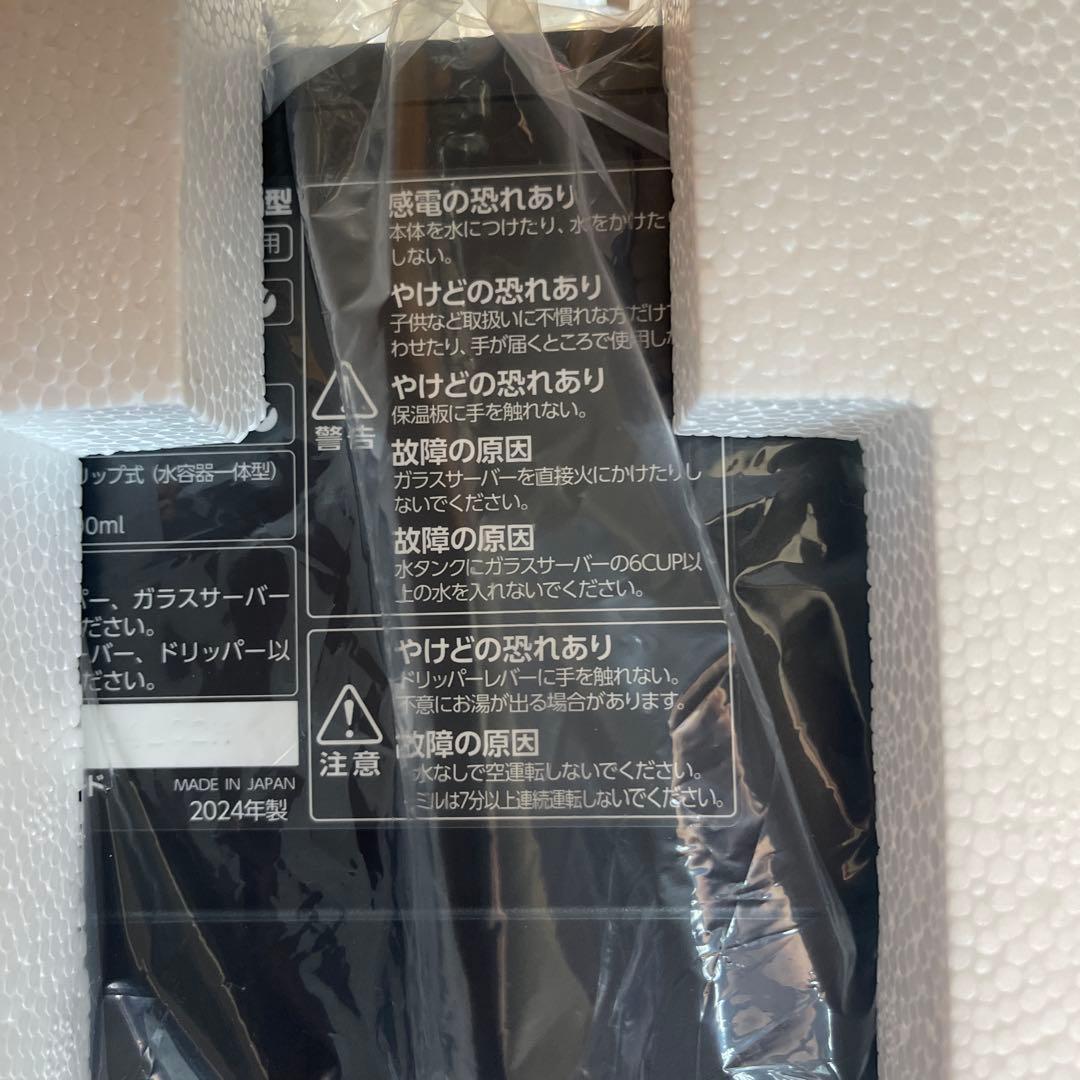 型
用
リップ式（水容器一体型）
00ml
パー、ガラスサーバー
ださい。
バー、ドリッパー以
ださい。
ド
MADE IN JAPAN
2024年製
警告
感電の恐れあり
本体を水につけたり、水をかけた
しない。
やけどの恐れあり
子供など取扱いに不慣れな方だけ
わせたり、手が届くところで使用し
やけどの恐れあり
保温板に手を触れない。
故障の原因
ガラスサーバーを直接火にかけたりし
ないでください。
故障の原因
水タンクにガラスサーバーの6CUP以
上の水を入れないでください。
注意
やけどの恐れあり
ドリッパーレバーに手を触れない。
不意にお湯が出る場合があります。
故障の原因
水なしで空運転しないでください。
ミルは7分以上連続運転しないでください。